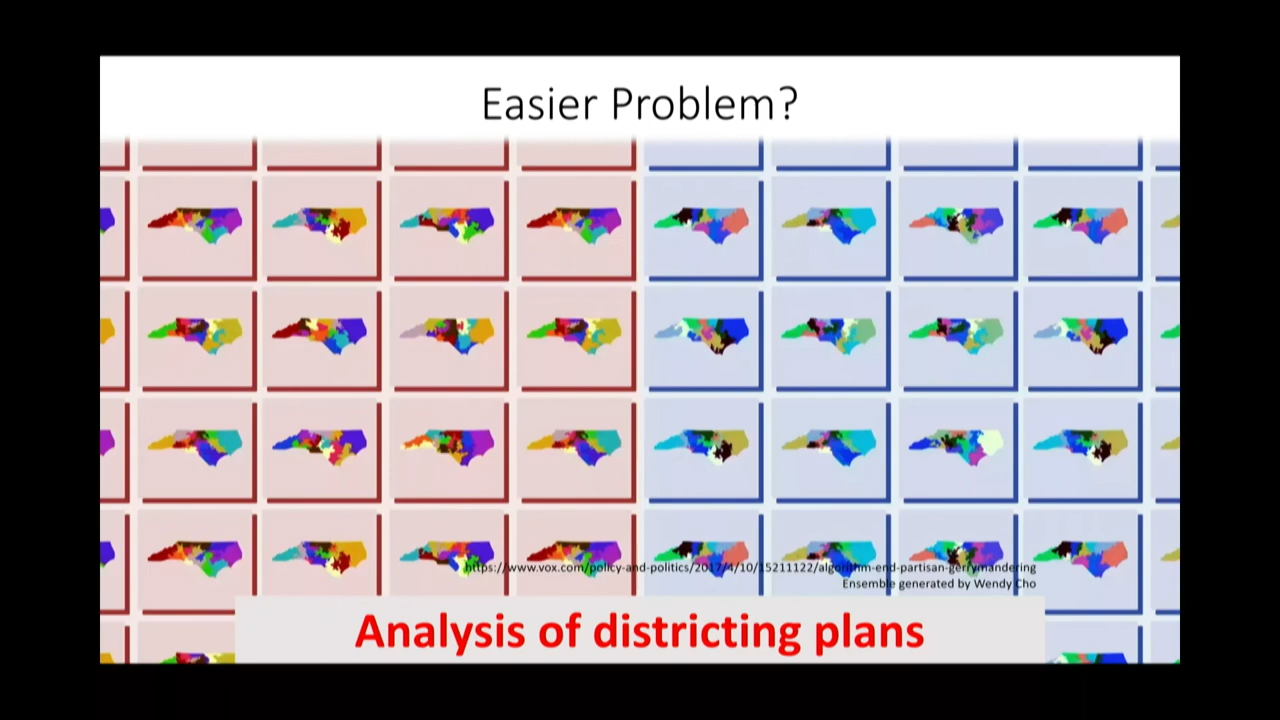 Easier Problem?
https://www.vox.com/policy-and-politics/2017/4/10/15211122/algorithm-end-partisan-gerrymandering
Ensemble generated by Wendy Cho
Analysis of districting plans